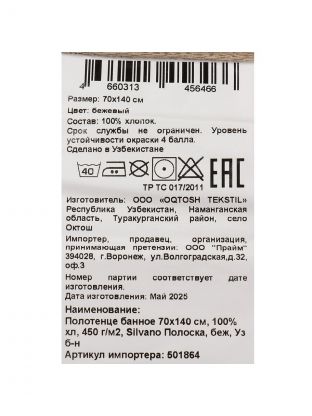 4 660313 456466
Размер: 70x140 см
Цвет: бежевый
Состав: 100% хлопок.
Срок службы не ограничен. Уровень
устойчивости окраски 4 балла.
Сделано в Узбекистане
40
ТР ТС 017/2011
EAC
Изготовитель: ООО «OQTOSH TEKSTIL»
Республика Узбекистан, Наманганская
область, Туракурганский район, село
Октош
Импортер, продавец, организация,
принимающая претензии: ООО "Прайм"
394028, г.Воронеж, ул.Волгоградская,д.32,
оф.3
Номер партии соответствует дате
изготовления.
Дата изготовления: Май 2025
Наименование:
Полотенце банное 70х140 см, 100%
хл, 450 г/м2, Silvano Полоска, беж, Уз
б-н
Артикул импортера: 501864